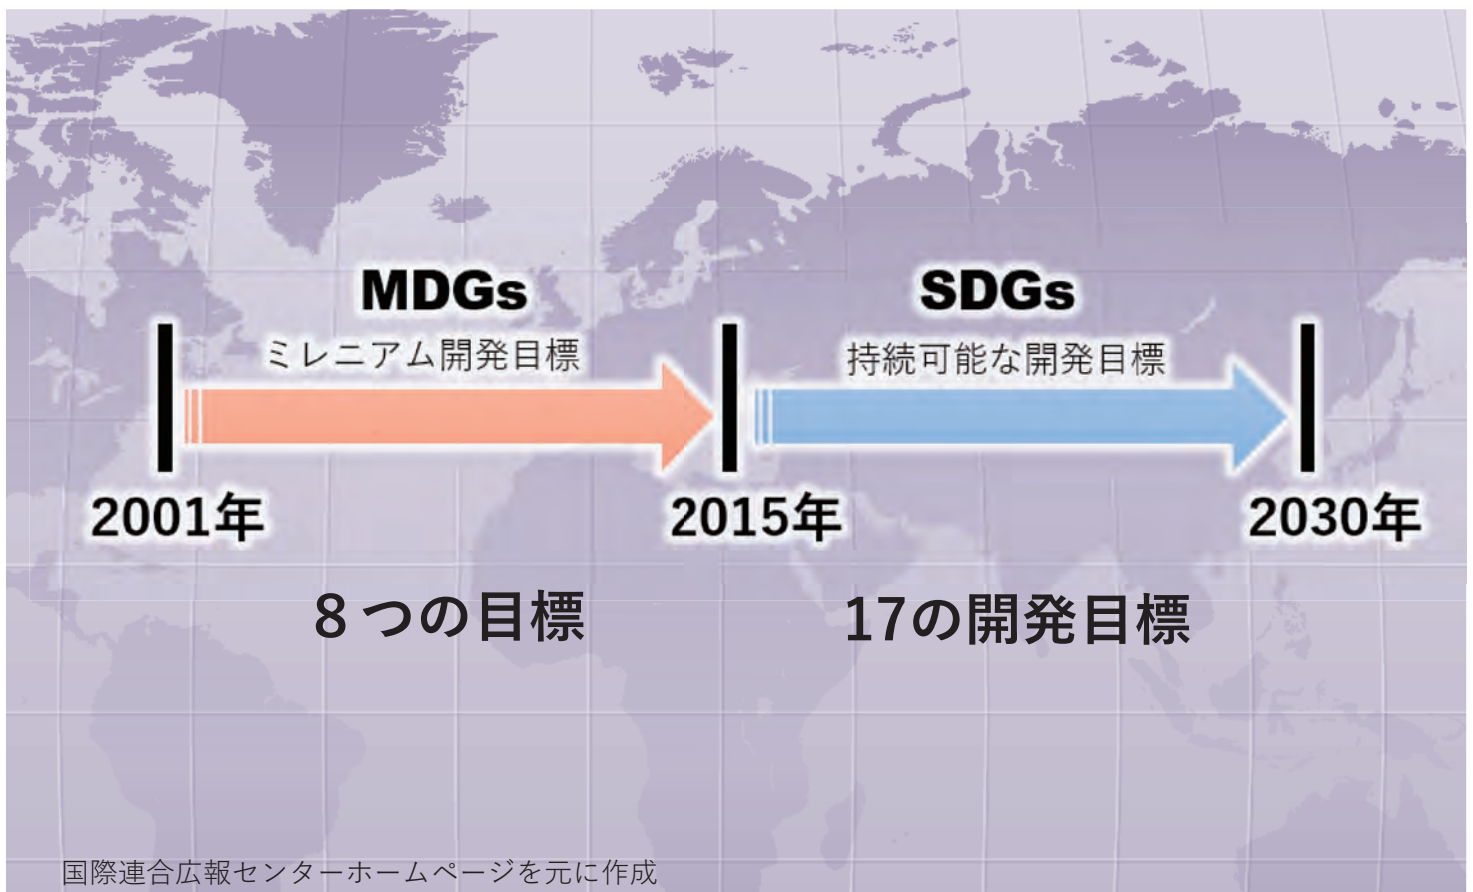 MDGs
ミレニアム開発目標
SDGs
持続可能な開発目標
2001年
2015年
2030年
8つの目標
17の開発目標
国際連合広報センターホームページを元に作成